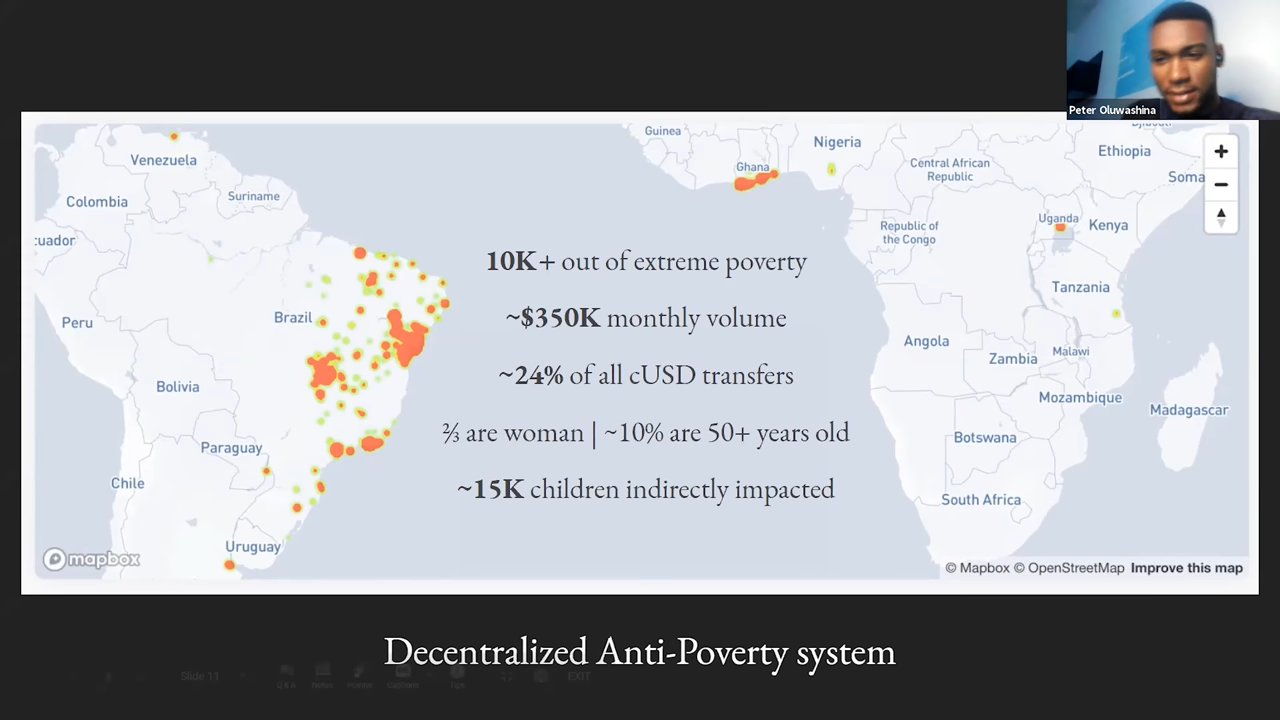 Peter Oluwashina
Guinea
Nigeria
Ethiopia
Venezuela
Ghana
Central African
Republic
Soma
Colombia
Suriname
Uganda
Kenya
cuador
Republic of
the Congo
10K+ out of extreme poverty
Tanzania
Peru
Brazil
~$350K monthly volume
Angola
Malawi
Zambia
Bolivia
~24% of all cUSD transfers
Mozambique
Madagascar
⅔ are woman | ~10% are 50+ years old
Botswana
Paraguay
Chile
~15K children indirectly impacted
South Africa
Uruguay
mapbox
© Mapbox © OpenStreetMap Improve this map
Decentralized Anti-Poverty system
Slide 11
EXIT